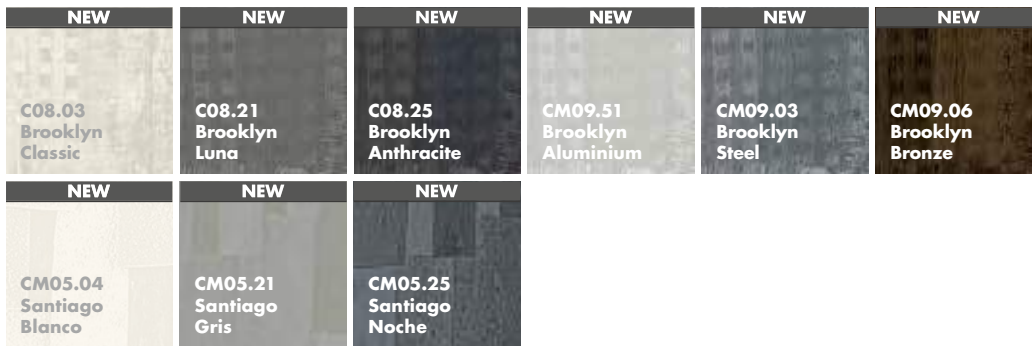 NEW
C08.03
Brooklyn
Classic
NEW
C08.21
Brooklyn
Luna
NEW
C08.25
Brooklyn
Anthracite
NEW
CM09.51
Brooklyn
Aluminium
NEW
CM09.03
Brooklyn
Steel
NEW
CM09.06
Brooklyn
Bronze
NEW
CM05.04
Santiago
Blanco
NEW
CM05.21
Santiago
Gris
NEW
CM05.25
Santiago
Noche